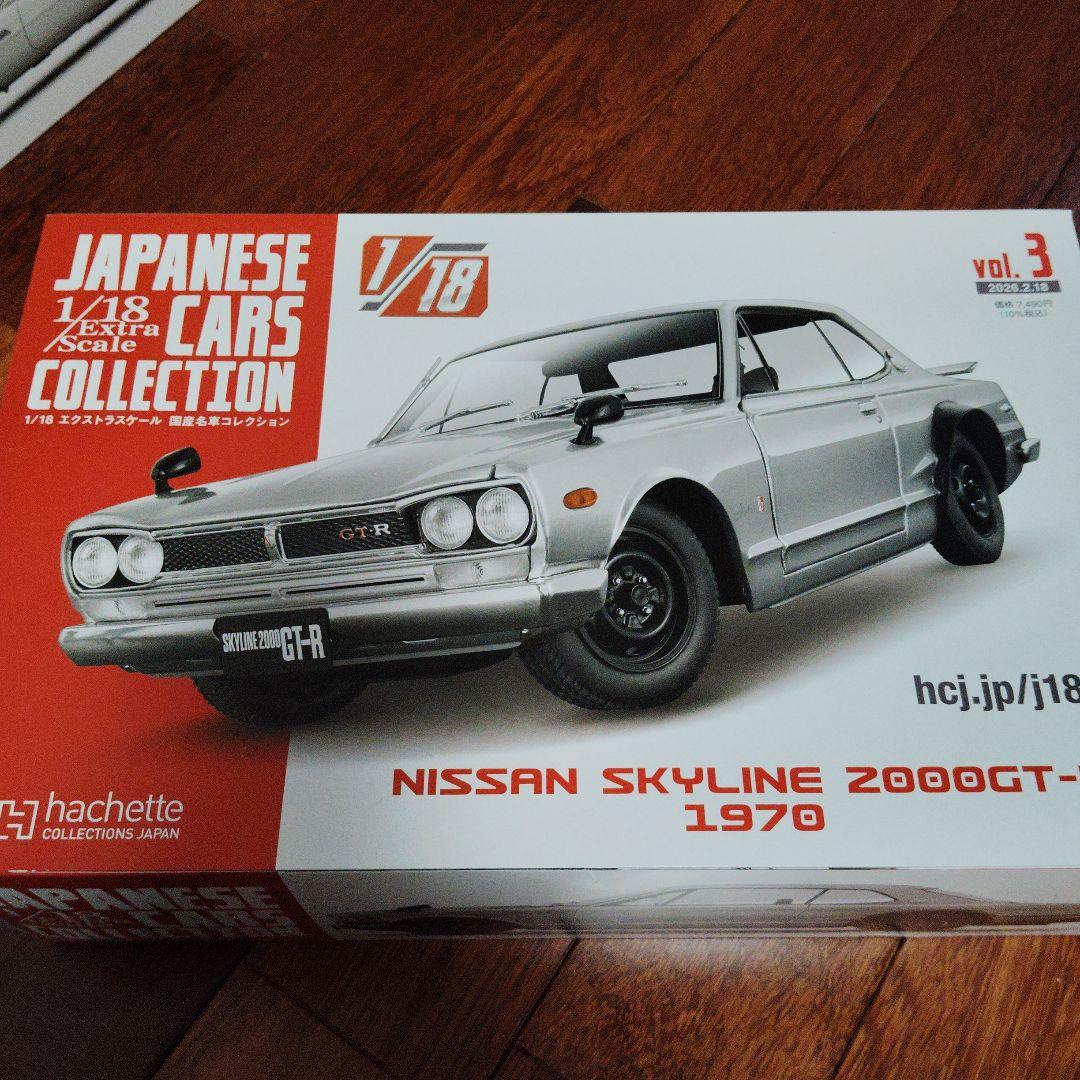 JAPANESE
1/18
Extra
Scale
CARS
COLLECTION
1/18 エクストラスケール 国産名車コレクション
1/18
vol. 3
2026.2.18
価格 7,490円
(10%税込)
GT-R
SKYLINE 2000 GT-R
hcj.jp/j18
NISSAN SKYLINE 2000GT-
1970
hachette
COLLECTIONS JAPAN
JAPANESE
CARS